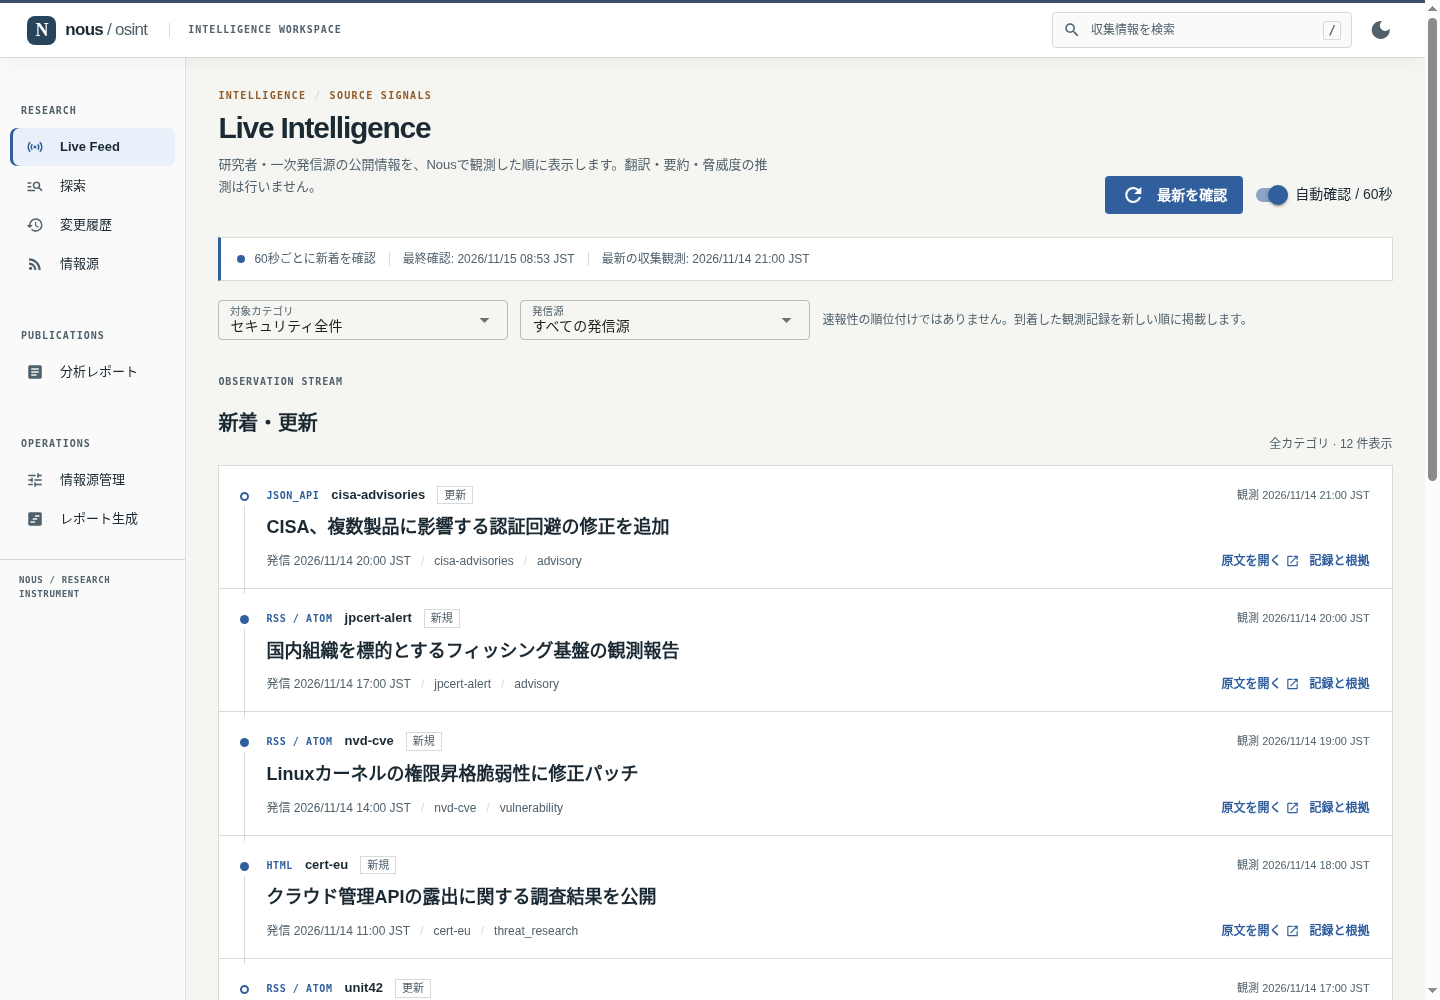 N nous / osint INTELLIGENCE WORKSPACE 収集情報を検索 /
RESEARCH
Live Feed
探索
変更履歴
情報源
PUBLICATIONS
分析レポート
OPERATIONS
情報源管理
レポート生成
NOUS / RESEARCH
INSTRUMENT
INTELLIGENCE / SOURCE SIGNALS
Live Intelligence
研究者・一次発信源の公開情報を、Nousで観測した順に表示します。翻訳・要約・脅威度の推
測は行いません。
最新を確認 自動確認 / 60秒
60秒ごとに新着を確認 最終確認: 2026/11/15 08:53 JST 最新の収集観測: 2026/11/14 21:00 JST
対象カテゴリ
セキュリティ全件
発信源
すべての発信源
速報性の順位付けではありません。到着した観測記録を新しい順に掲載します。
OBSERVATION STREAM
新着・更新
全カテゴリ · 12 件表示
JSON_API cisa-advisories 更新 観測 2026/11/14 21:00 JST
CISA、複数製品に影響する認証回避の修正を追加
発信 2026/11/14 20:00 JST / cisa-advisories / advisory 原文を開く 記録と根拠
RSS / ATOM jpcert-alert 新規 観測 2026/11/14 20:00 JST
国内組織を標的とするフィッシング基盤の観測報告
発信 2026/11/14 17:00 JST / jpcert-alert / advisory 原文を開く 記録と根拠
RSS / ATOM nvd-cve 新規 観測 2026/11/14 19:00 JST
Linuxカーネルの権限昇格脆弱性に修正パッチ
発信 2026/11/14 14:00 JST / nvd-cve / vulnerability 原文を開く 記録と根拠
HTML cert-eu 新規 観測 2026/11/14 18:00 JST
クラウド管理APIの露出に関する調査結果を公開
発信 2026/11/14 11:00 JST / cert-eu / threat_research 原文を開く 記録と根拠
RSS / ATOM unit42 更新 観測 2026/11/14 17:00 JST